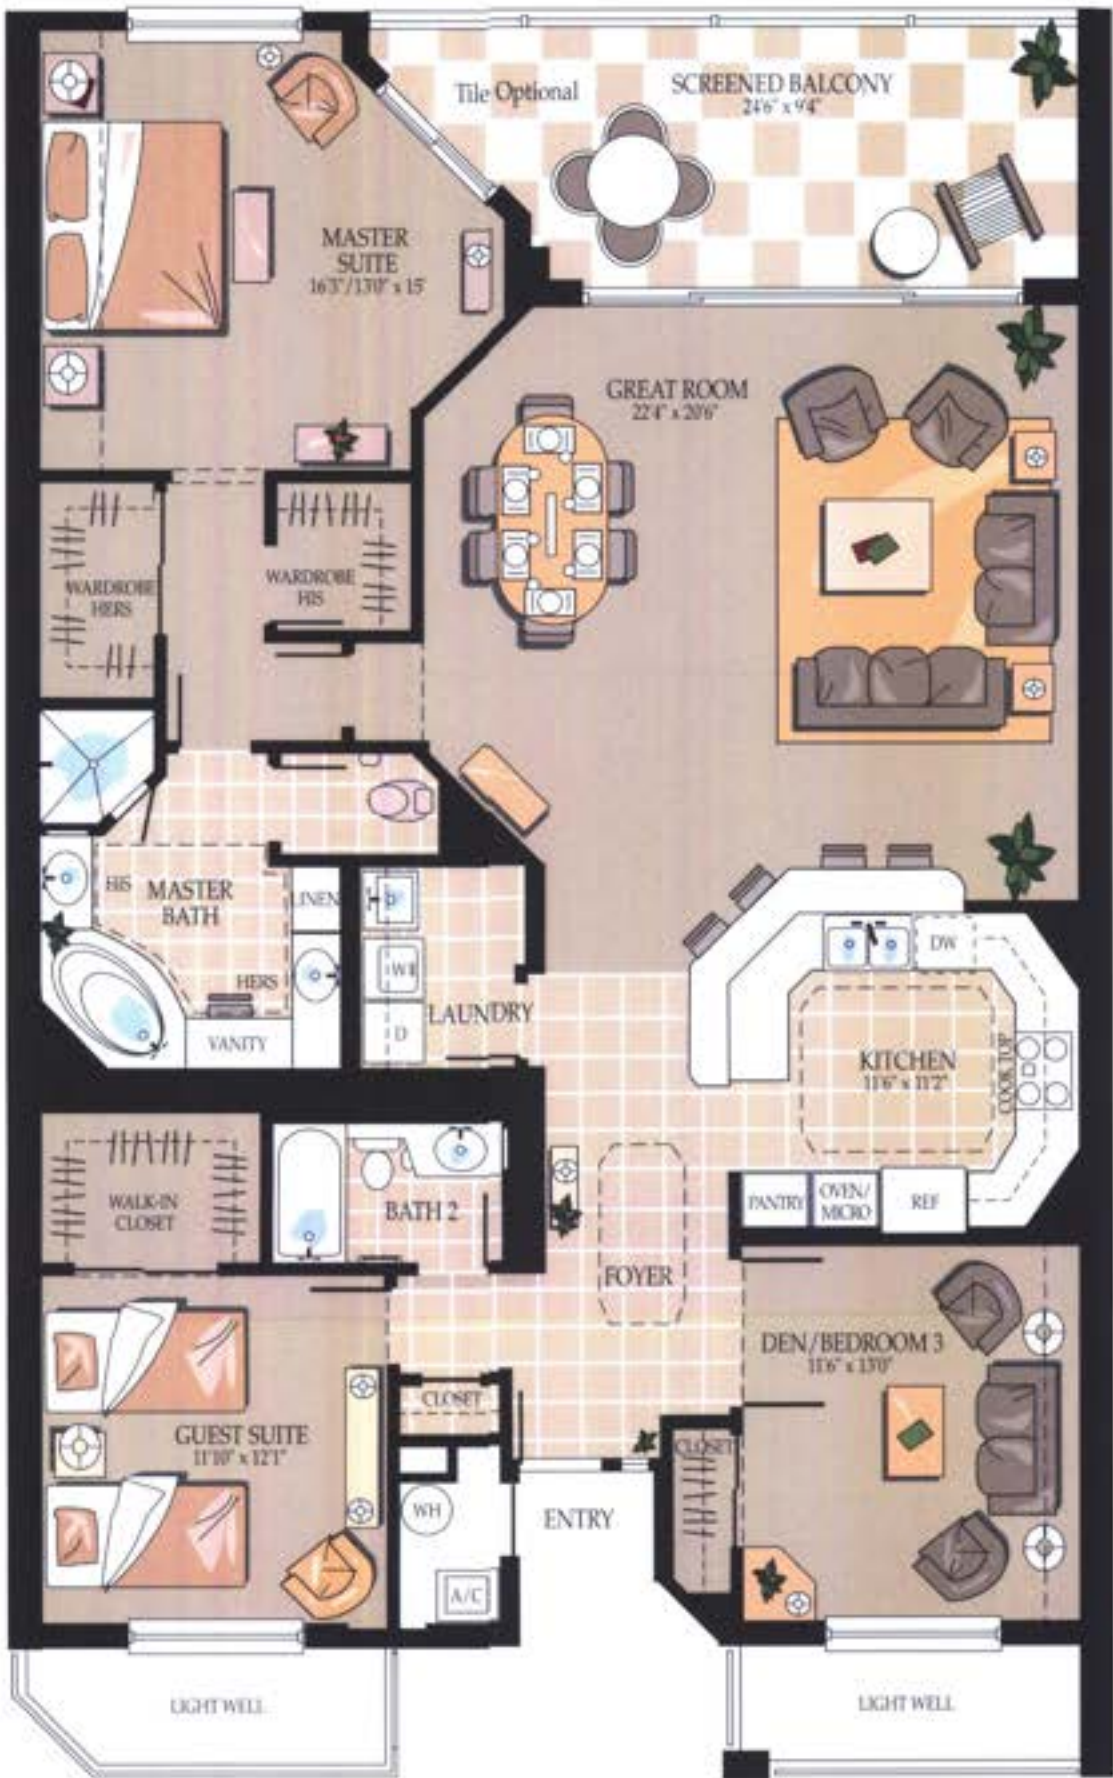 Tile Optional
SCREENED BALCONY
24'6" x 9'4"
MASTER
SUITE
16'3"/13'0" x 15'
GREAT ROOM
22'4" x 20'6"
WARDROBE
HERS
WARDROBE
HIS
HIS
MASTER
BATH
LINEN
HERS
VANITY
W
D
LAUNDRY
DW
KITCHEN
11'6" x 11'2"
COOK TOP
PANTRY
OVEN/
MICRO
REF
WALK-IN
CLOSET
BATH 2
FOYER
DEN/BEDROOM 3
11'6" x 13'0"
CLOSET
GUEST SUITE
11'10" x 12'1"
CLOSET
WH
ENTRY
A/C
LIGHT WELL
LIGHT WELL